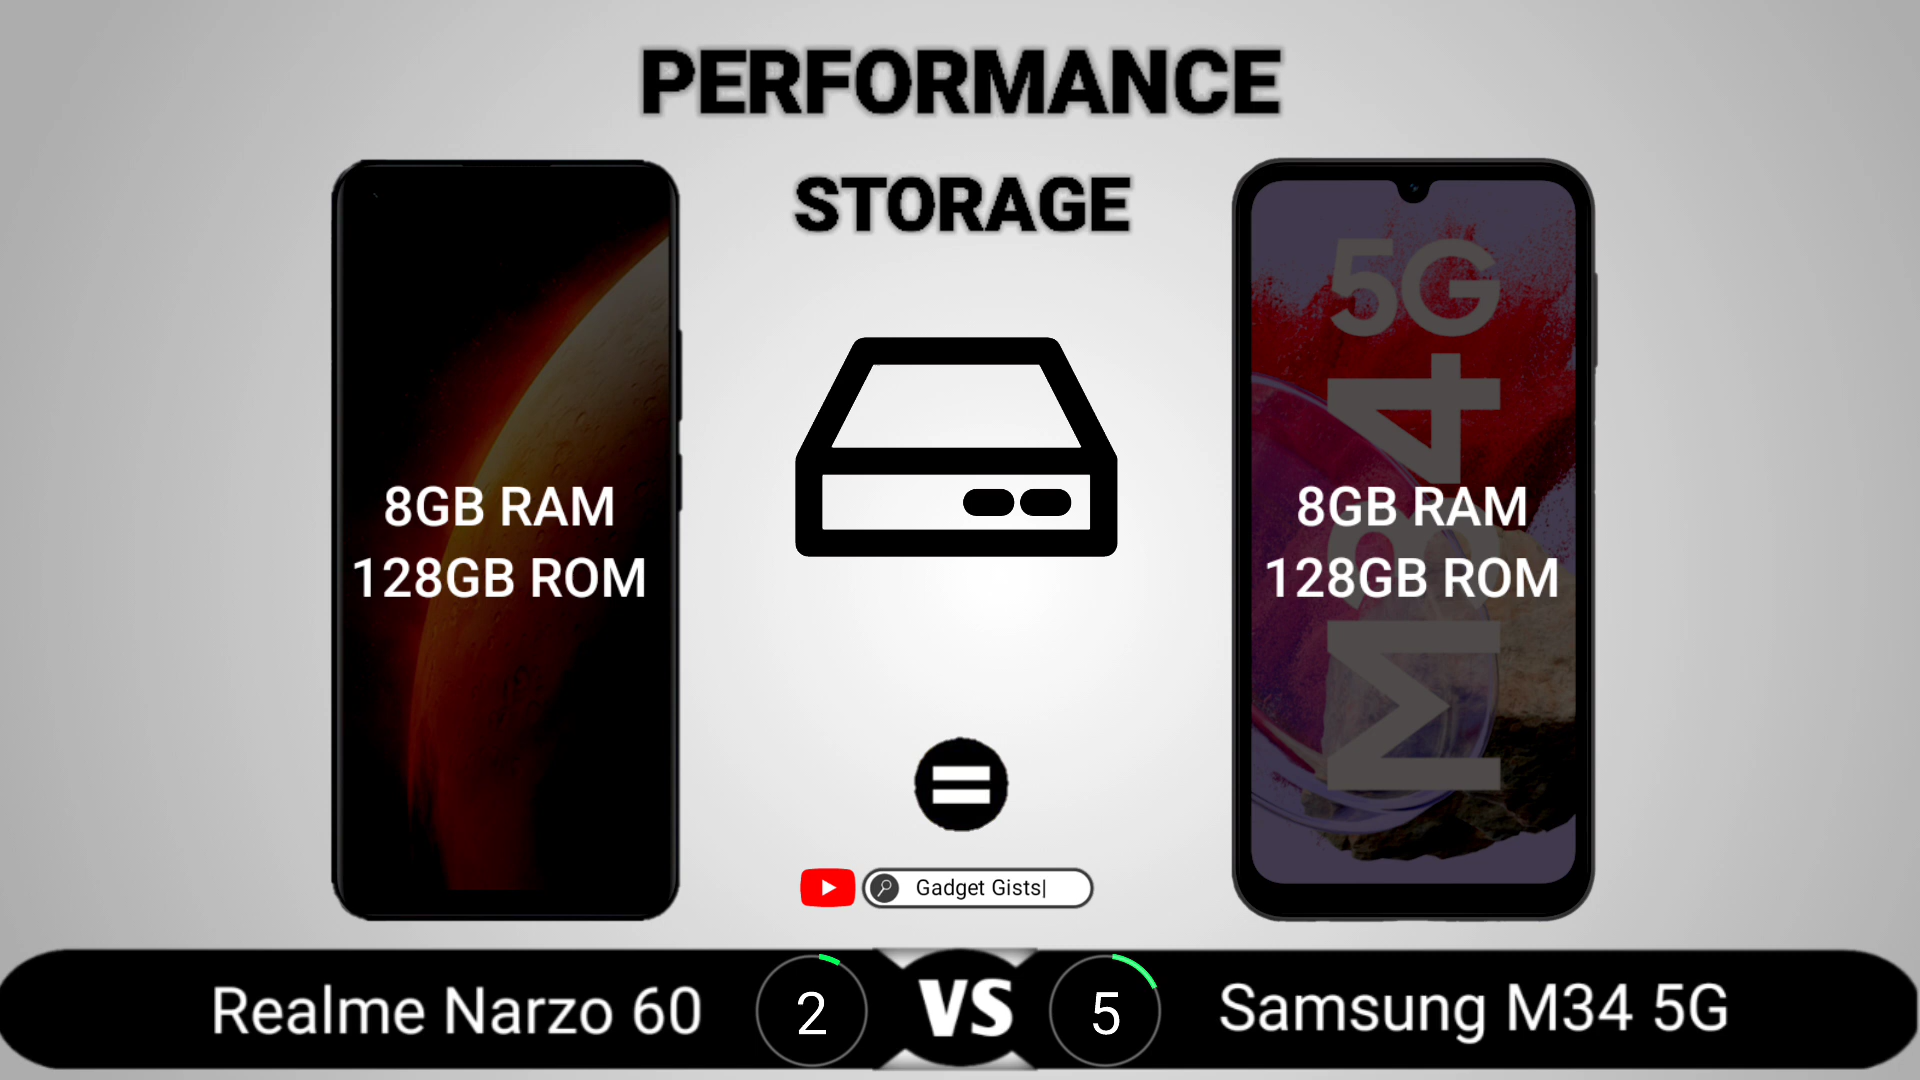 PERFORMANCE
STORAGE
8GB RAM
128GB ROM
5G
M34
8GB RAM
128GB ROM
Gadget Gists|
Realme Narzo 60
2
VS
5
Samsung M34 5G